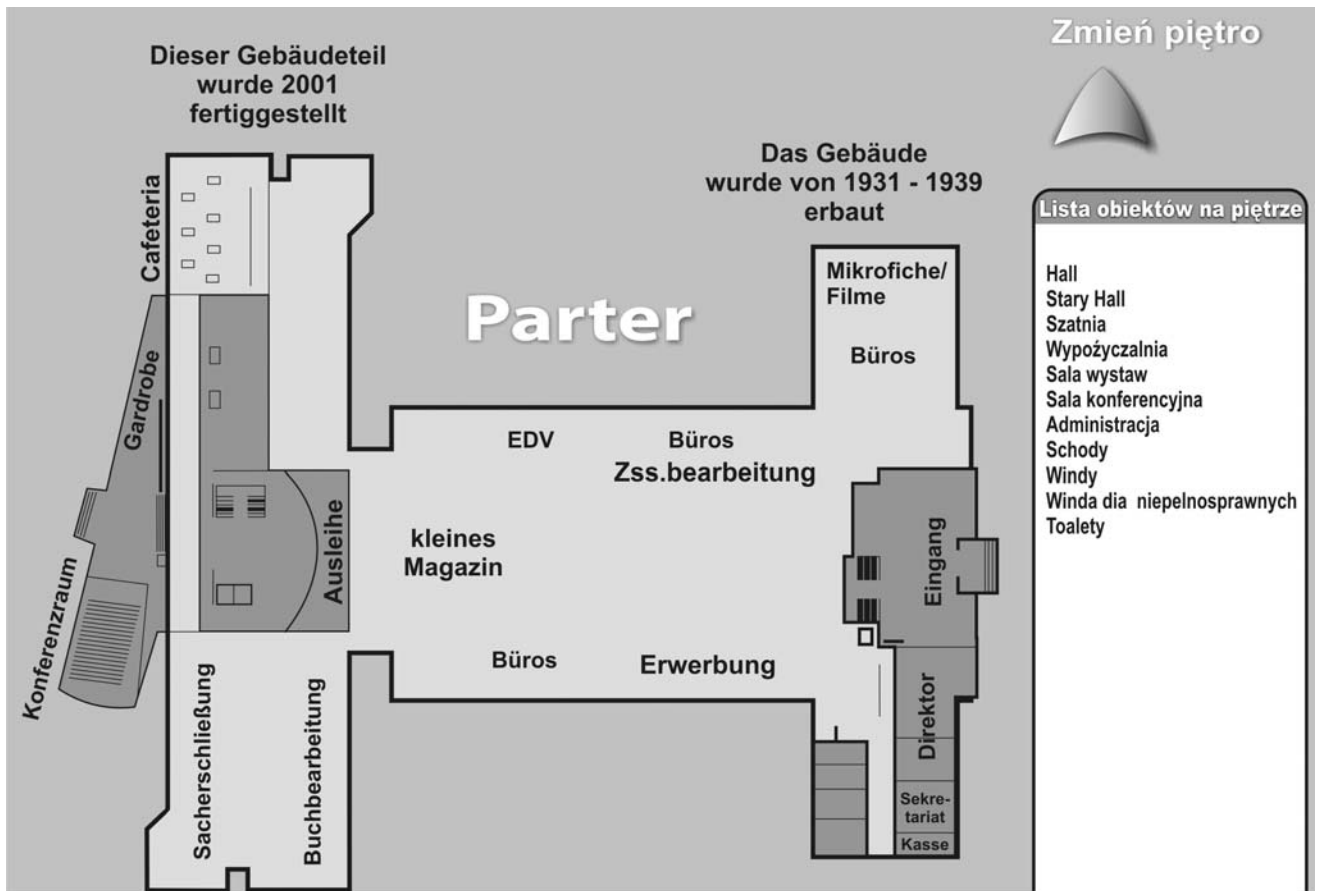 Zmień piętro
Dieser Gebäudeteil
wurde 2001
fertiggestellt
Das Gebäude
wurde von 1931 - 1939
erbaut
Lista obiektów na piętrze
Hall
Stary Hall
Szatnia
Wypoźyczalnia
Sala wystaw
Sala konferencyjna
Administracja
Schody
Windy
Winda dia niepelnosprawnych
Toalety
Parter
Cafeteria
Gardrobe
Konferenzraum
Ausleihe
Sacherschließung
Buchbearbeitung
kleines
Magazin
EDV
Büros
Zss.bearbeitung
Büros
Erwerbung
Mikrofiche/
Filme
Büros
Eingang
Direktor
Sekre-
tariat
Kasse